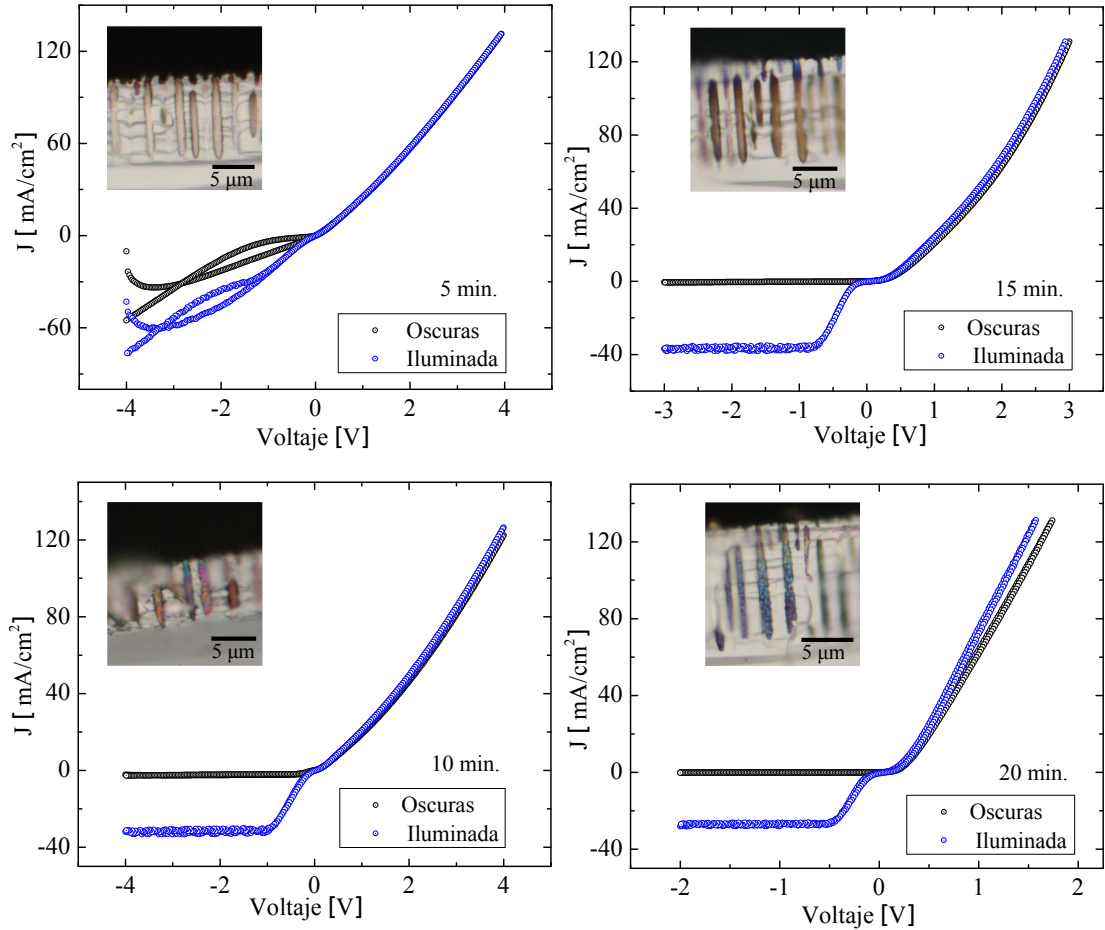 120
60
0
-60
J [ mA/cm²]
-4
-2
0
2
4
Voltaje [V]
5 µm
5 min.
Oscuras
Iluminada
120
80
40
0
-40
J [ mA/cm²]
-3
-2
-1
0
1
2
3
Voltaje [V]
5 µm
15 min.
Oscuras
Iluminada
120
80
40
0
-40
J [ mA/cm²]
-4
-2
0
2
4
Voltaje [V]
5 µm
10 min.
Oscuras
Iluminada
120
80
40
0
-40
J [ mA/cm²]
-2
-1
0
1
2
Voltaje [V]
5 µm
20 min.
Oscuras
Iluminada